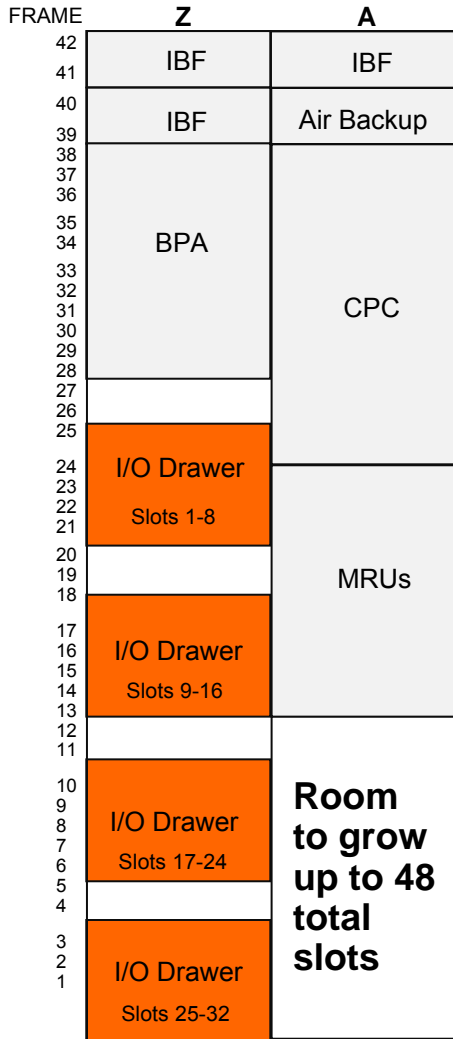 FRAME Z A
42
IBF IBF
41
40
IBF Air Backup
39
38
37
36
35
34 BPA
33
32
31 CPC
30
29
28
27
26
25
24 I/O Drawer
23
22 Slots 1-8
21
20
19 MRUs
18
17
16 I/O Drawer
15
14 Slots 9-16
13
12
11
10 Room
9
8 I/O Drawer to grow
7
6 Slots 17-24 up to 48
5
4 total
3 slots
2 I/O Drawer
1
Slots 25-32